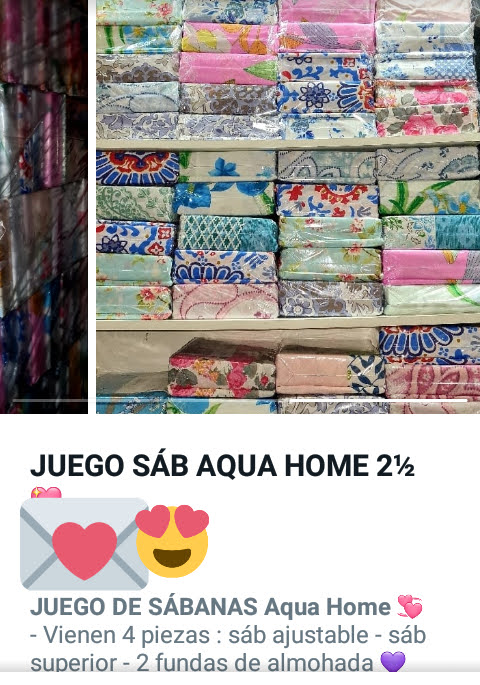 JUEGO SÁB AQUA HOME 2½
💖
💌😍
JUEGO DE SÁBANAS Aqua Home 💞
- Vienen 4 piezas : sáb ajustable - sáb
superior - 2 fundas de almohada 💜